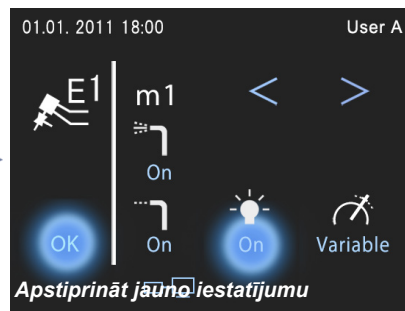 01.01. 2011 18:00 User A
E1 m1 < >
On
OK On On Variable
Apstiprināt jauno iestatījumu